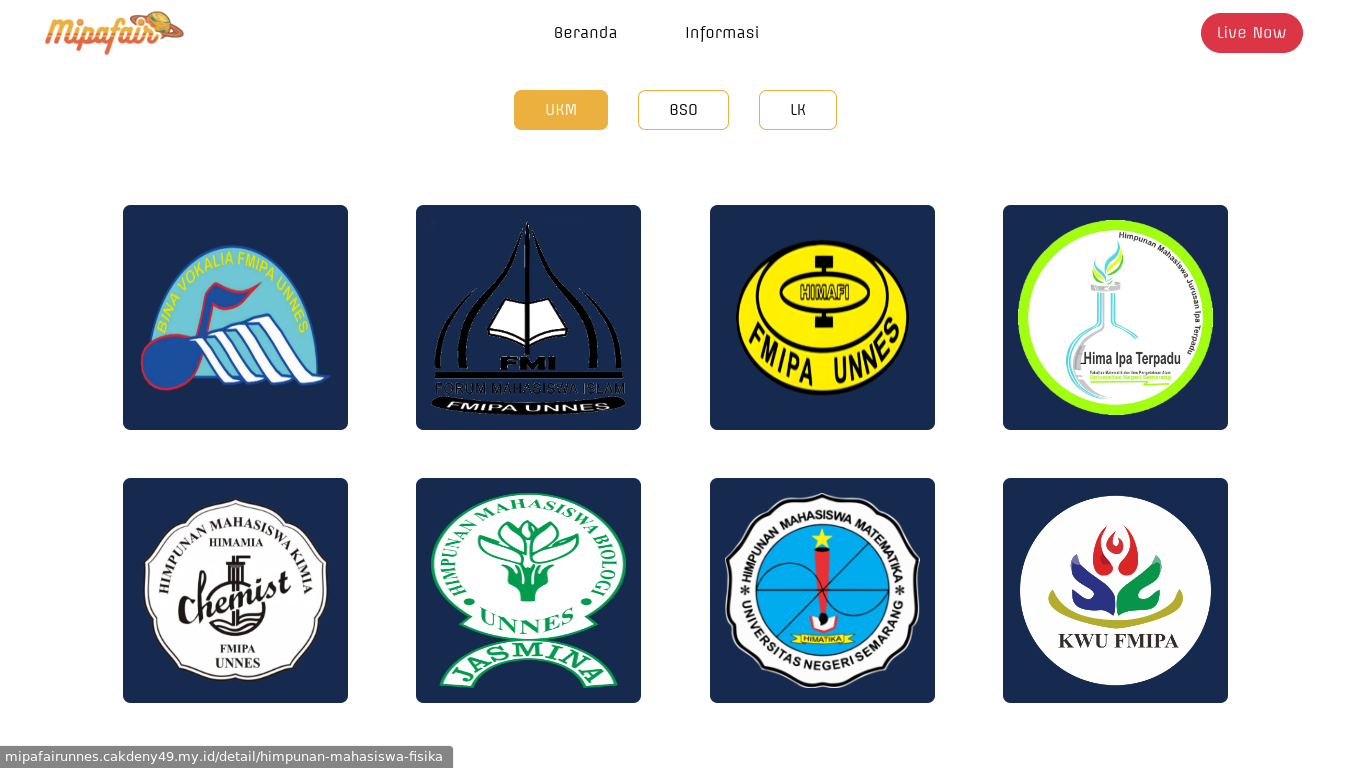 Mipafair
Beranda
Informasi
Live Now
UKM
BSO
LK
BINA VOKALIA FMIPA UNNES
FMI
FORUM MAHASISWA ISLAM
FMIPA UNNES
HIMAFI
FMIPA UNNES
Himpunan Mahasiswa Jurusan Ipa Terpadu
Hima Ipa Terpadu
Fakultas Matematika dan Ilmu Pengetahuan Alam
Universitas Negeri Semarang
HIMPUNAN MAHASISWA KIMIA
HIMAMIA
chemist
FMIPA
UNNES
HIMPUNAN MAHASISWA BIOLOGI
UNNES
JASMINA
HIMPUNAN MAHASISWA MATEMATIKA
HIMATIKA
UNIVERSITAS NEGERI SEMARANG
KWU FMIPA
mipafairunnes.cakdeny49.my.id/detail/himpunan-mahasiswa-fisika